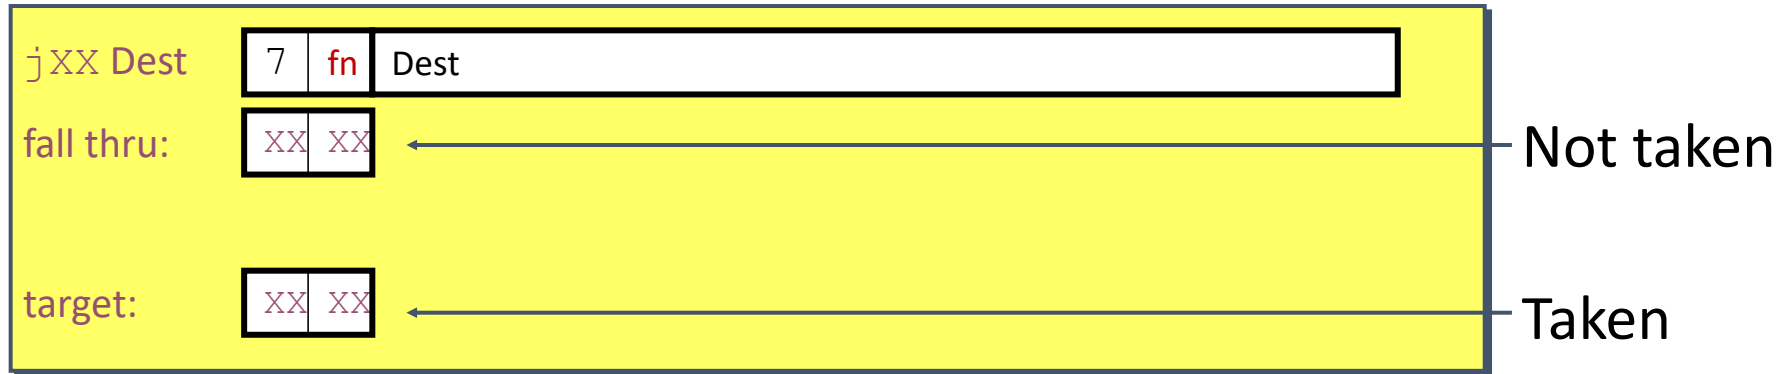 jXX Dest 7 fn Dest
fall thru: XX XX Not taken
target: XX XX Taken